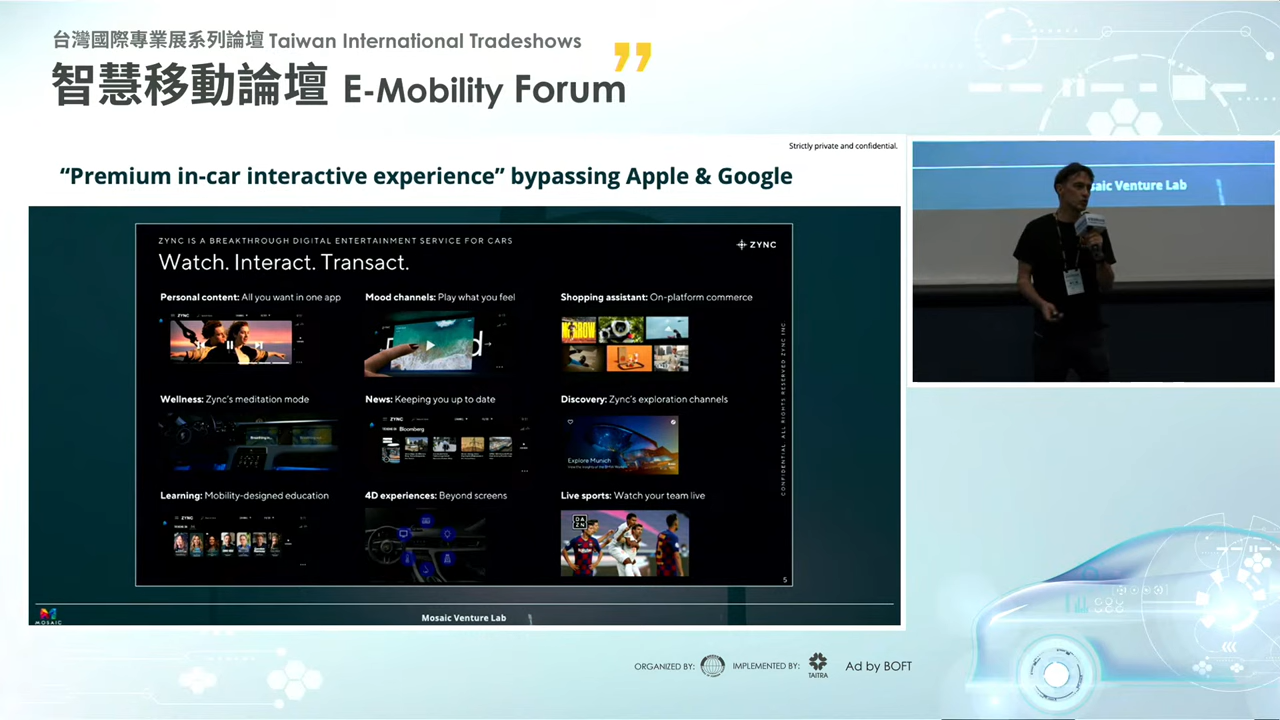 台灣國際專業展系列論壇 Taiwan International Tradeshows
智慧移動論壇 E-Mobility Forum
Strictly private and confidential.
“Premium in-car interactive experience” bypassing Apple & Google
ZYNC IS A BREAKTHROUGH DIGITAL ENTERTAINMENT SERVICE FOR CARS
ZYNC
Watch. Interact. Transact.
Personal content: All you want in one app
Mood channels: Play what you feel
Shopping assistant: On-platform commerce
ZYNC
Wellness: Zync's meditation mode
News: Keeping you up to date
Discovery: Zync's exploration channels
ZYNC
Bloomberg
Explore Munich
Learning: Mobility-designed education
4D experiences: Beyond screens
Live sports: Watch your team live
ZYNC
DAZN
CONFIDENTIAL. ALL RIGHTS RESERVED ZYNC INC
5
MOSAIC
Mosaic Venture Lab
saic Venture Lab
ORGANIZED BY:
IMPLEMENTED BY:
TAITRA
Ad by BOFT